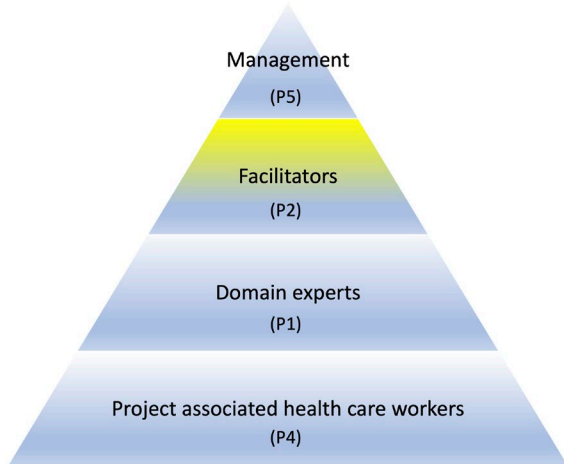 Management
(P5)
Facilitators
(P2)
Domain experts
(P1)
Project associated health care workers
(P4)